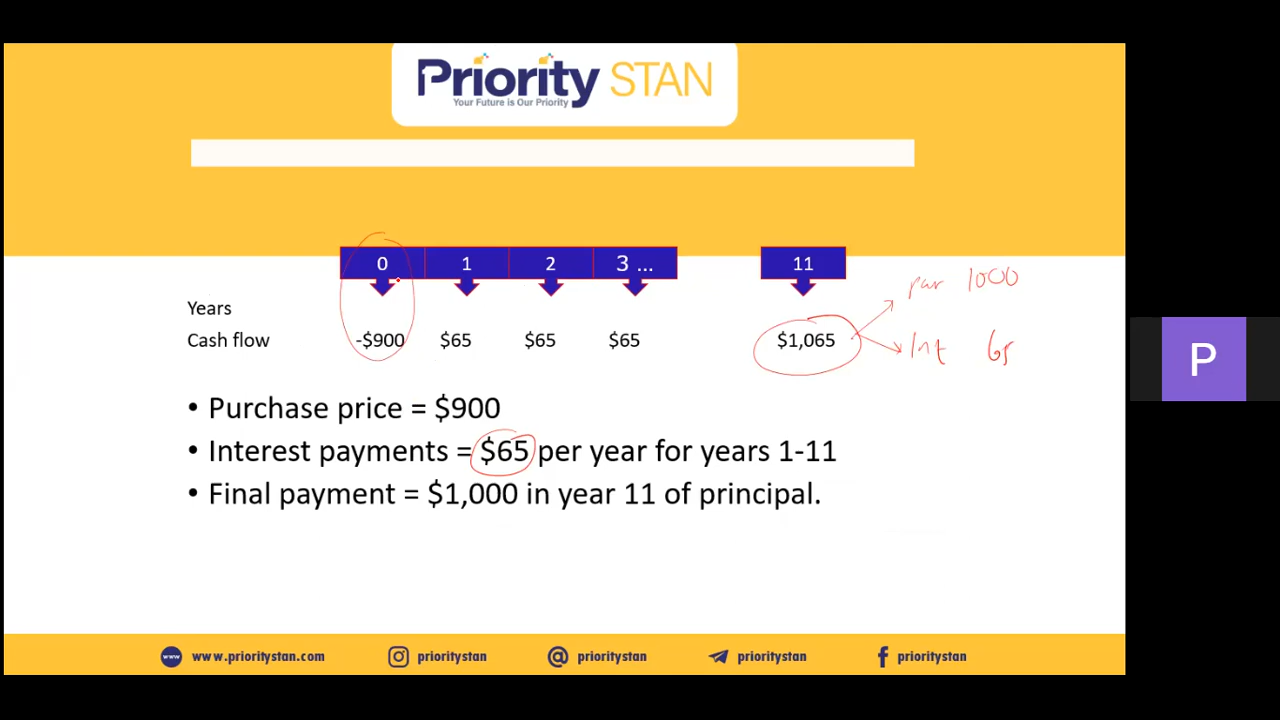 Priority STAN
Your Future is Our Priority
0 1 2 3 ... 11
par 1000
Years
Cash flow -$900 $65 $65 $65 $1,065
Int 65
P
• Purchase price = $900
• Interest payments = $65 per year for years 1-11
• Final payment = $1,000 in year 11 of principal.
www www.prioritystan.com prioritystan @ prioritystan prioritystan f prioritystan